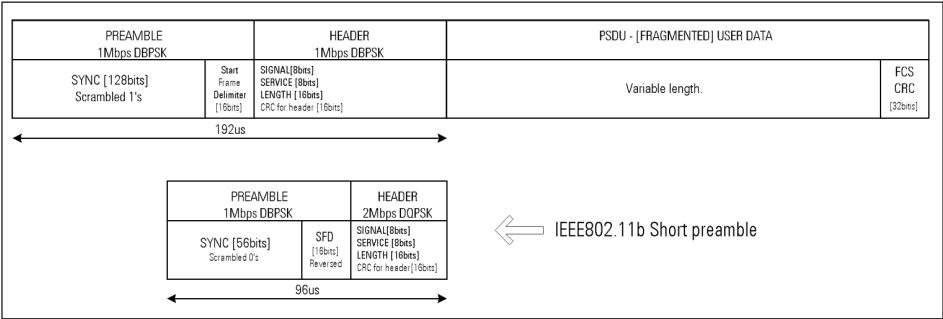 PREAMBLE
1Mbps DBPSK
HEADER
1Mbps DBPSK
PSDU - [FRAGMENTED] USER DATA
SYNC [128bits]
Scrambled 1's
Start
Frame
Delimiter
[16bits]
SIGNAL[8bits]
SERVICE [8bits]
LENGTH [16bits]
CRC for header [16bits]
Variable length.
FCS
CRC
[32bitis]
192us
PREAMBLE
1Mbps DBPSK
HEADER
2Mbps DQPSK
SYNC [56bits]
Scrambled 0's
SFD
[16bits]
Reversed
SIGNAL[8bits]
SERVICE [8bits]
LENGTH [16bits]
CRC for header[16bits]
96us
IEEE802.11b Short preamble